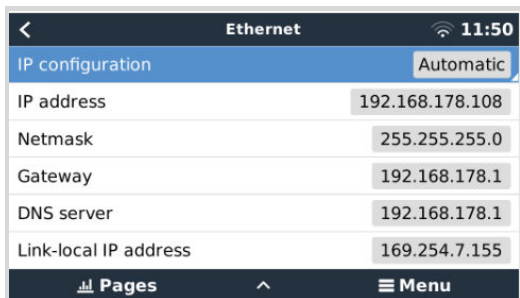 Ethernet 11:50
IP configuration Automatic
IP address 192.168.178.108
Netmask 255.255.255.0
Gateway 192.168.178.1
DNS server 192.168.178.1
Link-local IP address 169.254.7.155
Pages Menu